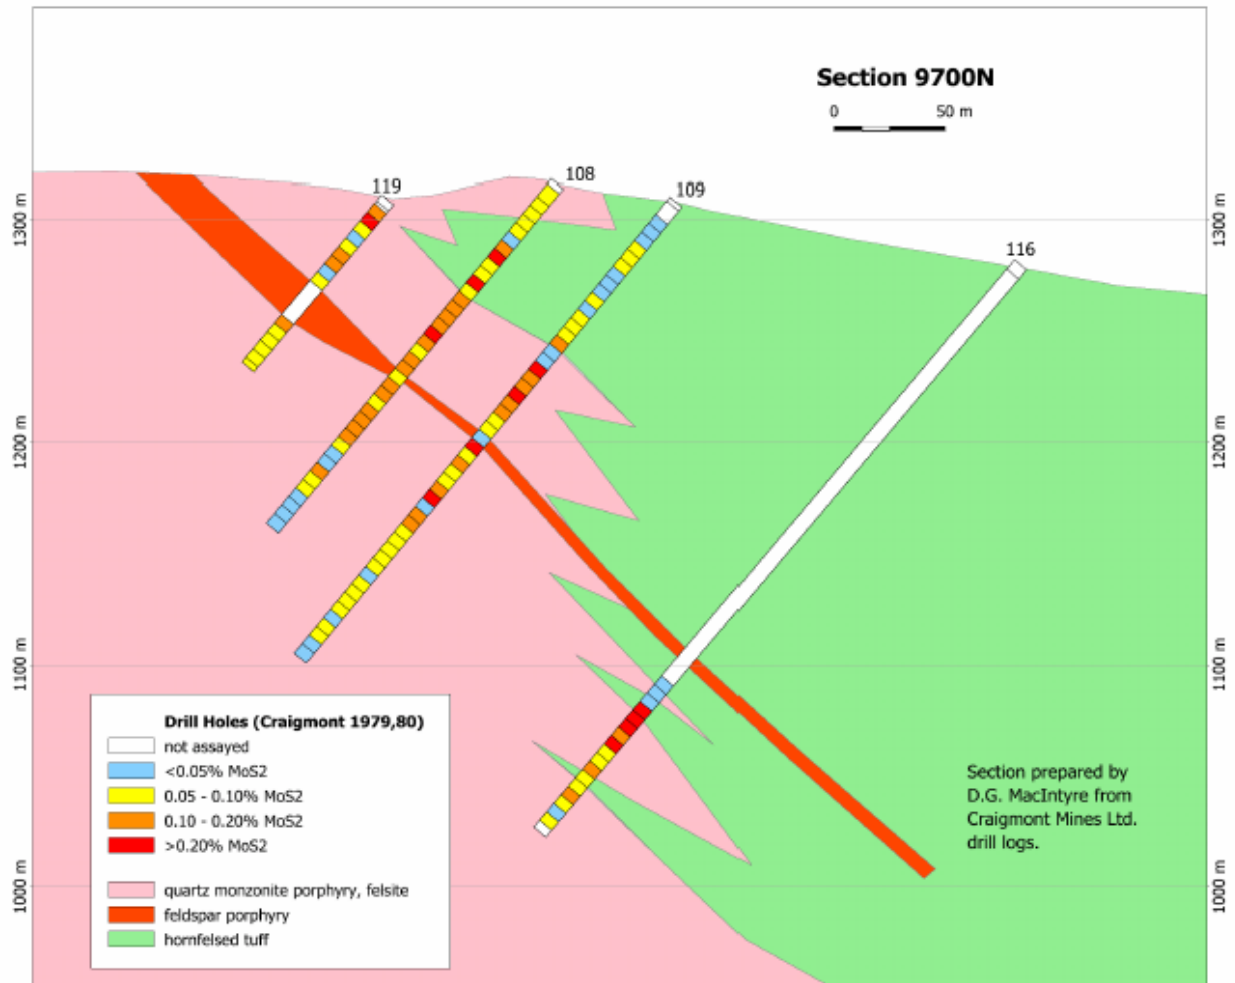 Section 9700N
0 50 m
119
108
109
116
1300 m
1300 m
1200 m
1200 m
1100 m
1100 m
1000 m
1000 m
Drill Holes (Craigmont 1979,80)
not assayed
<0.05% MoS2
0.05 - 0.10% MoS2
0.10 - 0.20% MoS2
>0.20% MoS2
quartz monzonite porphyry, felsite
feldspar porphyry
hornfelsed tuff
Section prepared by
D.G. MacIntyre from
Craigmont Mines Ltd.
drill logs.